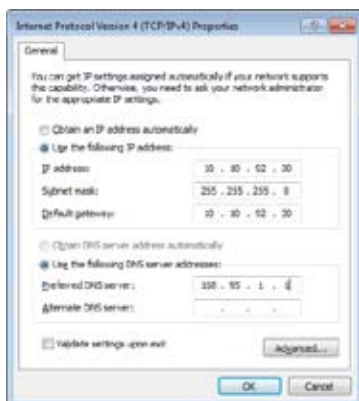 Internet Protocol Version 4 (TCP/IPv4) Properties
General
You can get IP settings assigned automatically if your network supports
this capability. Otherwise, you need to ask your network administrator
for the appropriate IP settings.
Obtain an IP address automatically
Use the following IP address:
IP address: 10 . 10 . 52 . 30
Subnet mask: 255 . 255 . 255 . 0
Default gateway: 10 . 10 . 52 . 30
Obtain DNS server address automatically
Use the following DNS server addresses:
Preferred DNS server: . 95 . 1 .
Alternate DNS server: . . .
Validate settings upon exit
Advanced...
OK
Cancel